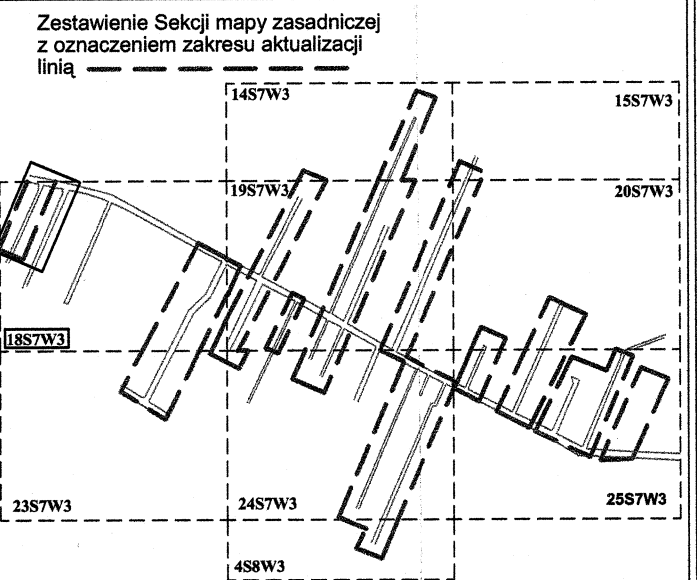 Zestawienie Sekcji mapy zasadniczej
z oznaczeniem zakresu aktualizacji
linią
14S7W3
15S7W3
19S7W3
20S7W3
18S7W3
23S7W3
24S7W3
25S7W3
4S8W3